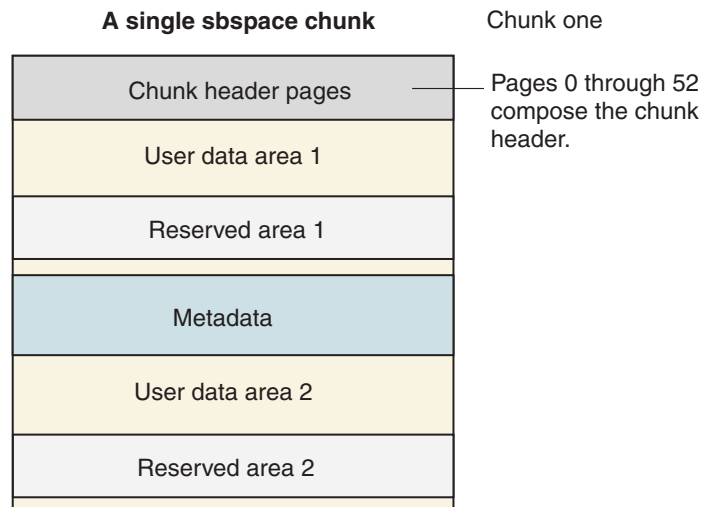 A single sbspace chunk
Chunk one
Chunk header pages
Pages 0 through 52
compose the chunk
header.
User data area 1
Reserved area 1
Metadata
User data area 2
Reserved area 2